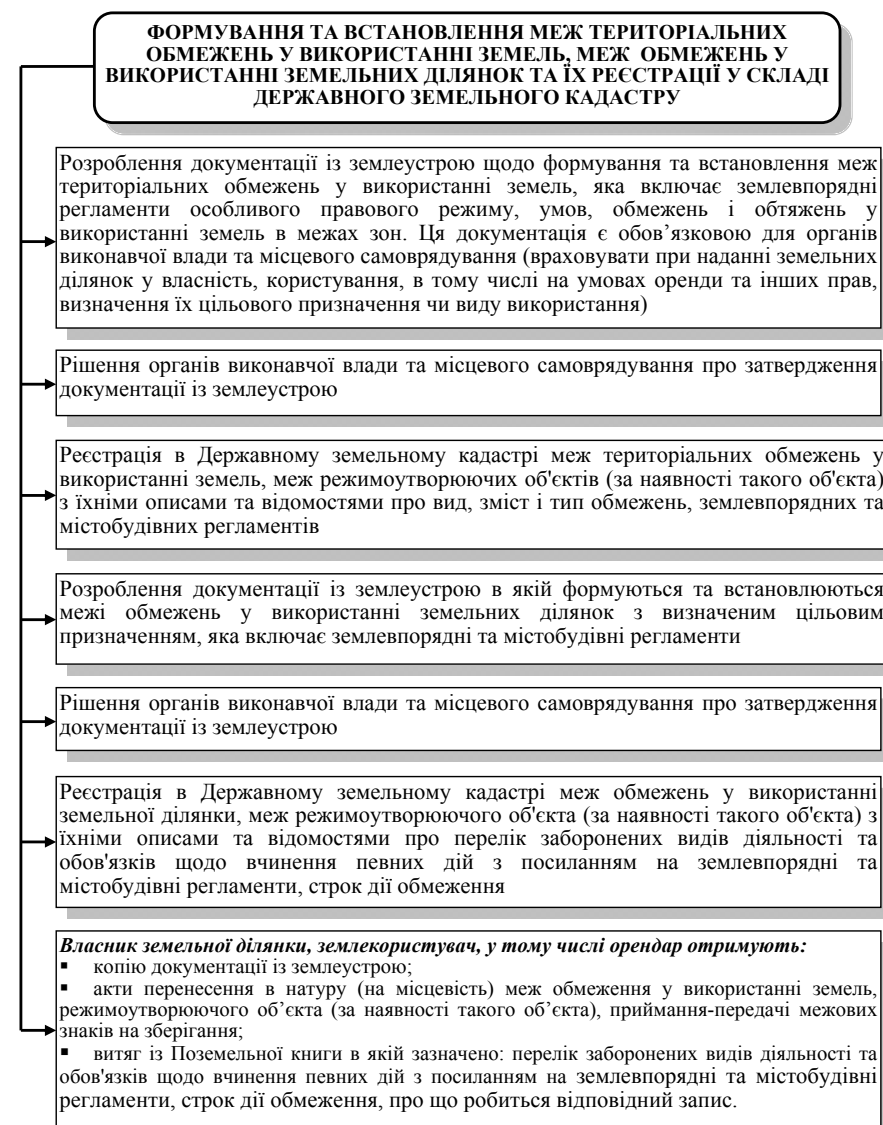 ФОРМУВАННЯ ТА ВСТАНОВЛЕННЯ МЕЖ ТЕРИТОРІАЛЬНИХ
ОБМЕЖЕНЬ У ВИКОРИСТАННІ ЗЕМЕЛЬ, МЕЖ ОБМЕЖЕНЬ У
ВИКОРИСТАННІ ЗЕМЕЛЬНИХ ДІЛЯНОК ТА ЇХ РЕЄСТРАЦІЇ У СКЛАДІ
ДЕРЖАВНОГО ЗЕМЕЛЬНОГО КАДАСТРУ
Розроблення документації із землеустрою щодо формування та встановлення меж
територіальних обмежень у використанні земель, яка включає землевпорядні
регламенти особливого правового режиму, умов, обмежень і обтяжень у
використанні земель в межах зон. Ця документація є обов’язковою для органів
виконавчої влади та місцевого самоврядування (враховувати при наданні земельних
ділянок у власність, користування, в тому числі на умовах оренди та інших прав,
визначення їх цільового призначення чи виду використання)
Рішення органів виконавчої влади та місцевого самоврядування про затвердження
документації із землеустрою
Реєстрація в Державному земельному кадастрі меж територіальних обмежень у
використанні земель, меж режимоутворюючих об'єктів (за наявності такого об'єкта)
з їхніми описами та відомостями про вид, зміст і тип обмежень, землевпорядних та
містобудівних регламентів
Розроблення документації із землеустрою в якій формуються та встановлюються
межі обмежень у використанні земельних ділянок з визначеним цільовим
призначенням, яка включає землевпорядні та містобудівні регламенти
Рішення органів виконавчої влади та місцевого самоврядування про затвердження
документації із землеустрою
Реєстрація в Державному земельному кадастрі меж обмежень у використанні
земельної ділянки, меж режимоутворюючого об'єкта (за наявності такого об'єкта) з
їхніми описами та відомостями про перелік заборонених видів діяльності та
обов'язків щодо вчинення певних дій з посиланням на землевпорядні та
містобудівні регламенти, строк дії обмеження
Власник земельної ділянки, землекористувач, у тому числі орендар отримують:
▪ копію документації із землеустрою;
▪ акти перенесення в натуру (на місцевість) меж обмеження у використанні земель,
режимоутворюючого об’єкта (за наявності такого об’єкта), приймання-передачі межових
знаків на зберігання;
▪ витяг із Поземельної книги в якій зазначено: перелік заборонених видів діяльності та
обов'язків щодо вчинення певних дій з посиланням на землевпорядні та містобудівні
регламенти, строк дії обмеження, про що робиться відповідний запис.